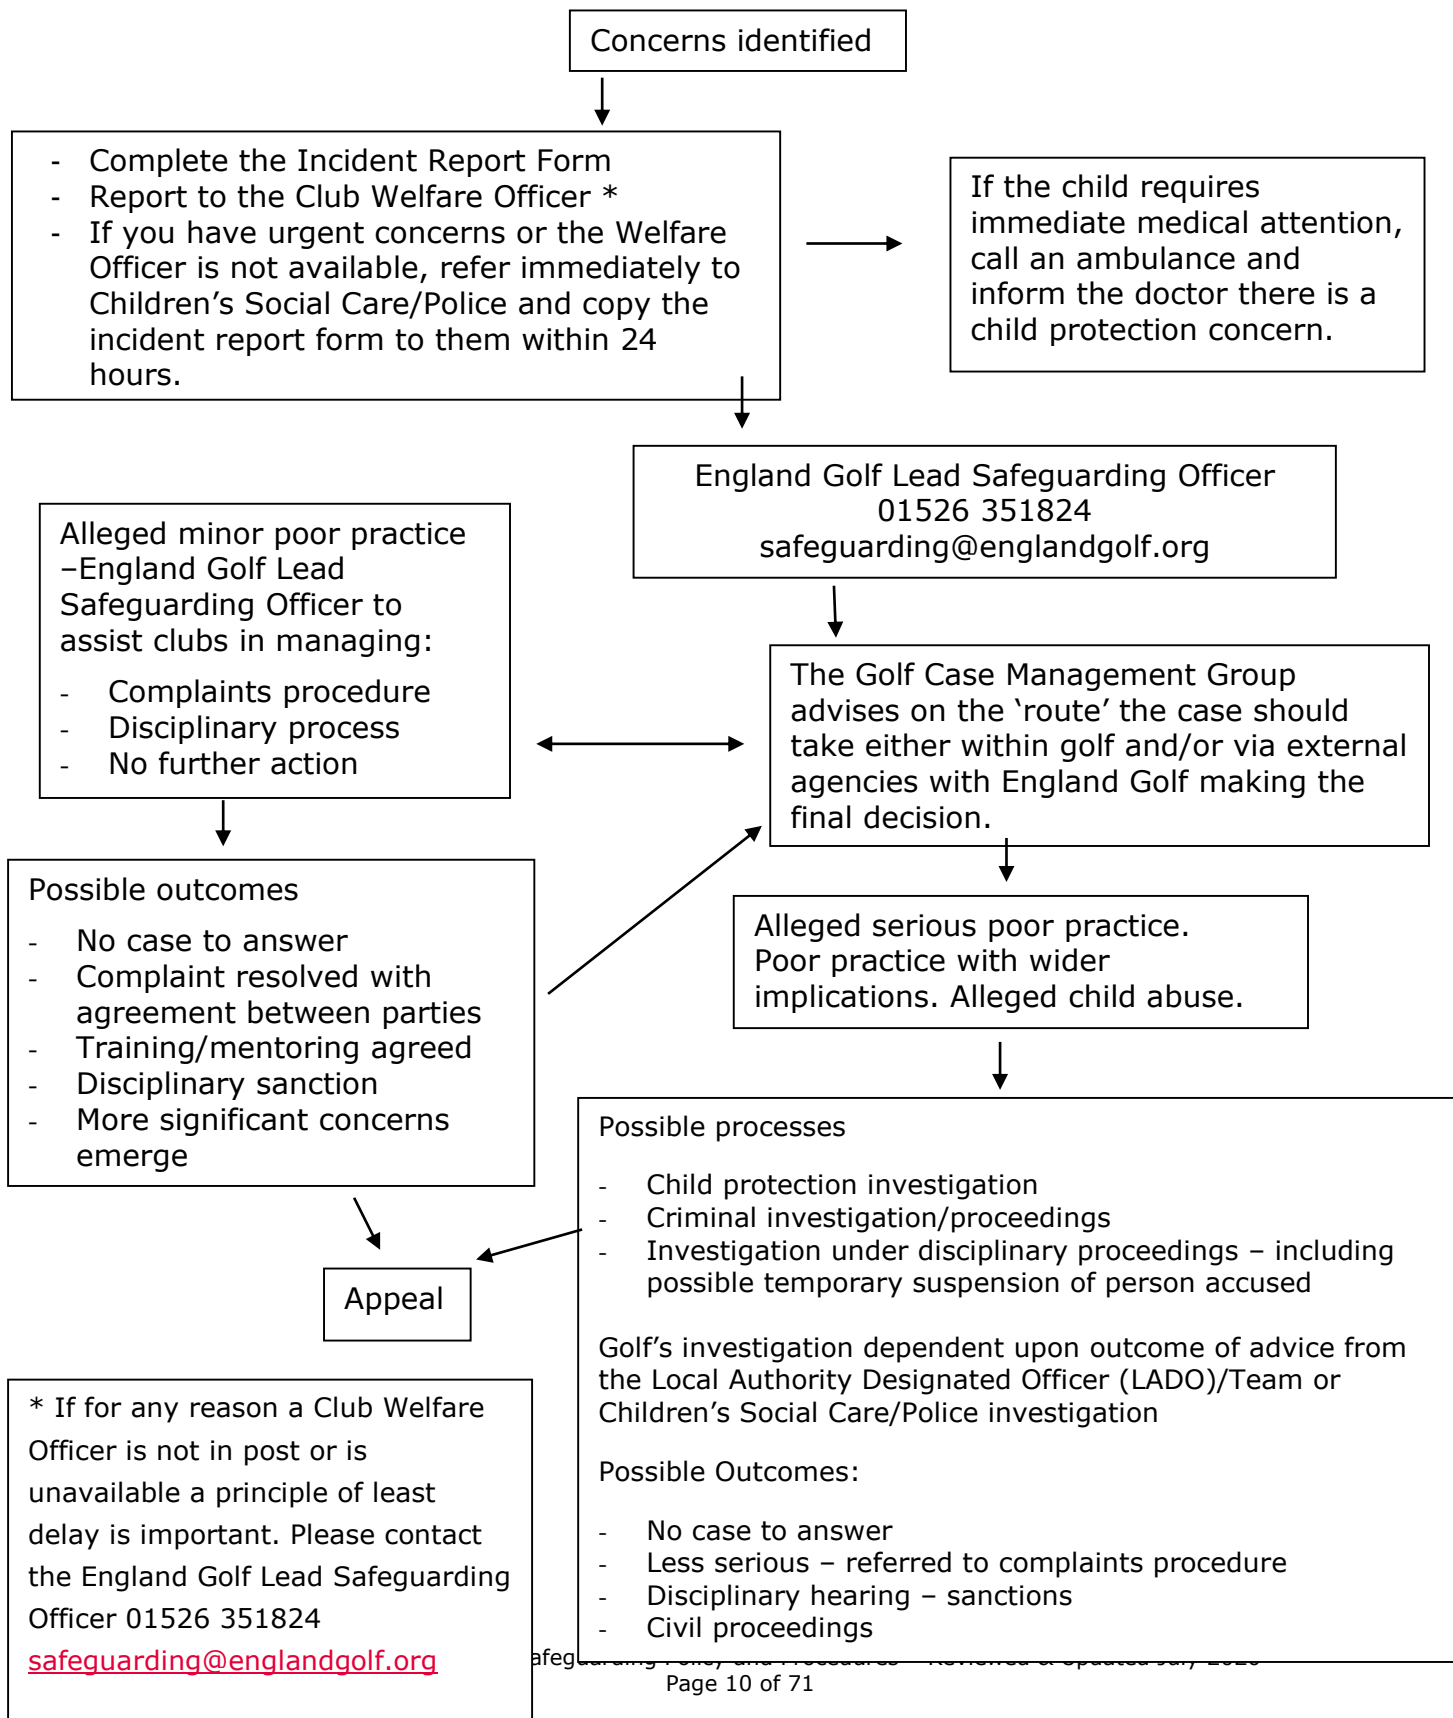 Concerns identified
- Complete the Incident Report Form
- Report to the Club Welfare Officer *
- If you have urgent concerns or the Welfare
Officer is not available, refer immediately to
Children’s Social Care/Police and copy the
incident report form to them within 24
hours.
If the child requires
immediate medical attention,
call an ambulance and
inform the doctor there is a
child protection concern.
England Golf Lead Safeguarding Officer
01526 351824
safeguarding@englandgolf.org
Alleged minor poor practice
–England Golf Lead
Safeguarding Officer to
assist clubs in managing:
- Complaints procedure
- Disciplinary process
- No further action
The Golf Case Management Group
advises on the ‘route’ the case should
take either within golf and/or via external
agencies with England Golf making the
final decision.
Possible outcomes
- No case to answer
- Complaint resolved with
agreement between parties
- Training/mentoring agreed
- Disciplinary sanction
- More significant concerns
emerge
Alleged serious poor practice.
Poor practice with wider
implications. Alleged child abuse.
Possible processes
- Child protection investigation
- Criminal investigation/proceedings
- Investigation under disciplinary proceedings – including
possible temporary suspension of person accused
Golf’s investigation dependent upon outcome of advice from
the Local Authority Designated Officer (LADO)/Team or
Children’s Social Care/Police investigation
Possible Outcomes:
- No case to answer
- Less serious – referred to complaints procedure
- Disciplinary hearing – sanctions
- Civil proceedings
Appeal
* If for any reason a Club Welfare
Officer is not in post or is
unavailable a principle of least
delay is important. Please contact
the England Golf Lead Safeguarding
Officer 01526 351824
safeguarding@englandgolf.org
Page 10 of 71